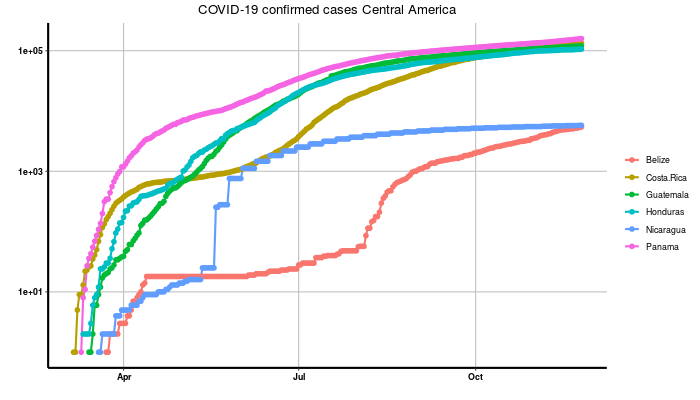 COVID-19 confirmed cases Central America
1e+05
1e+03
1e+01
Apr
Jul
Oct
Belize
Costa.Rica
Guatemala
Honduras
Nicaragua
Panama